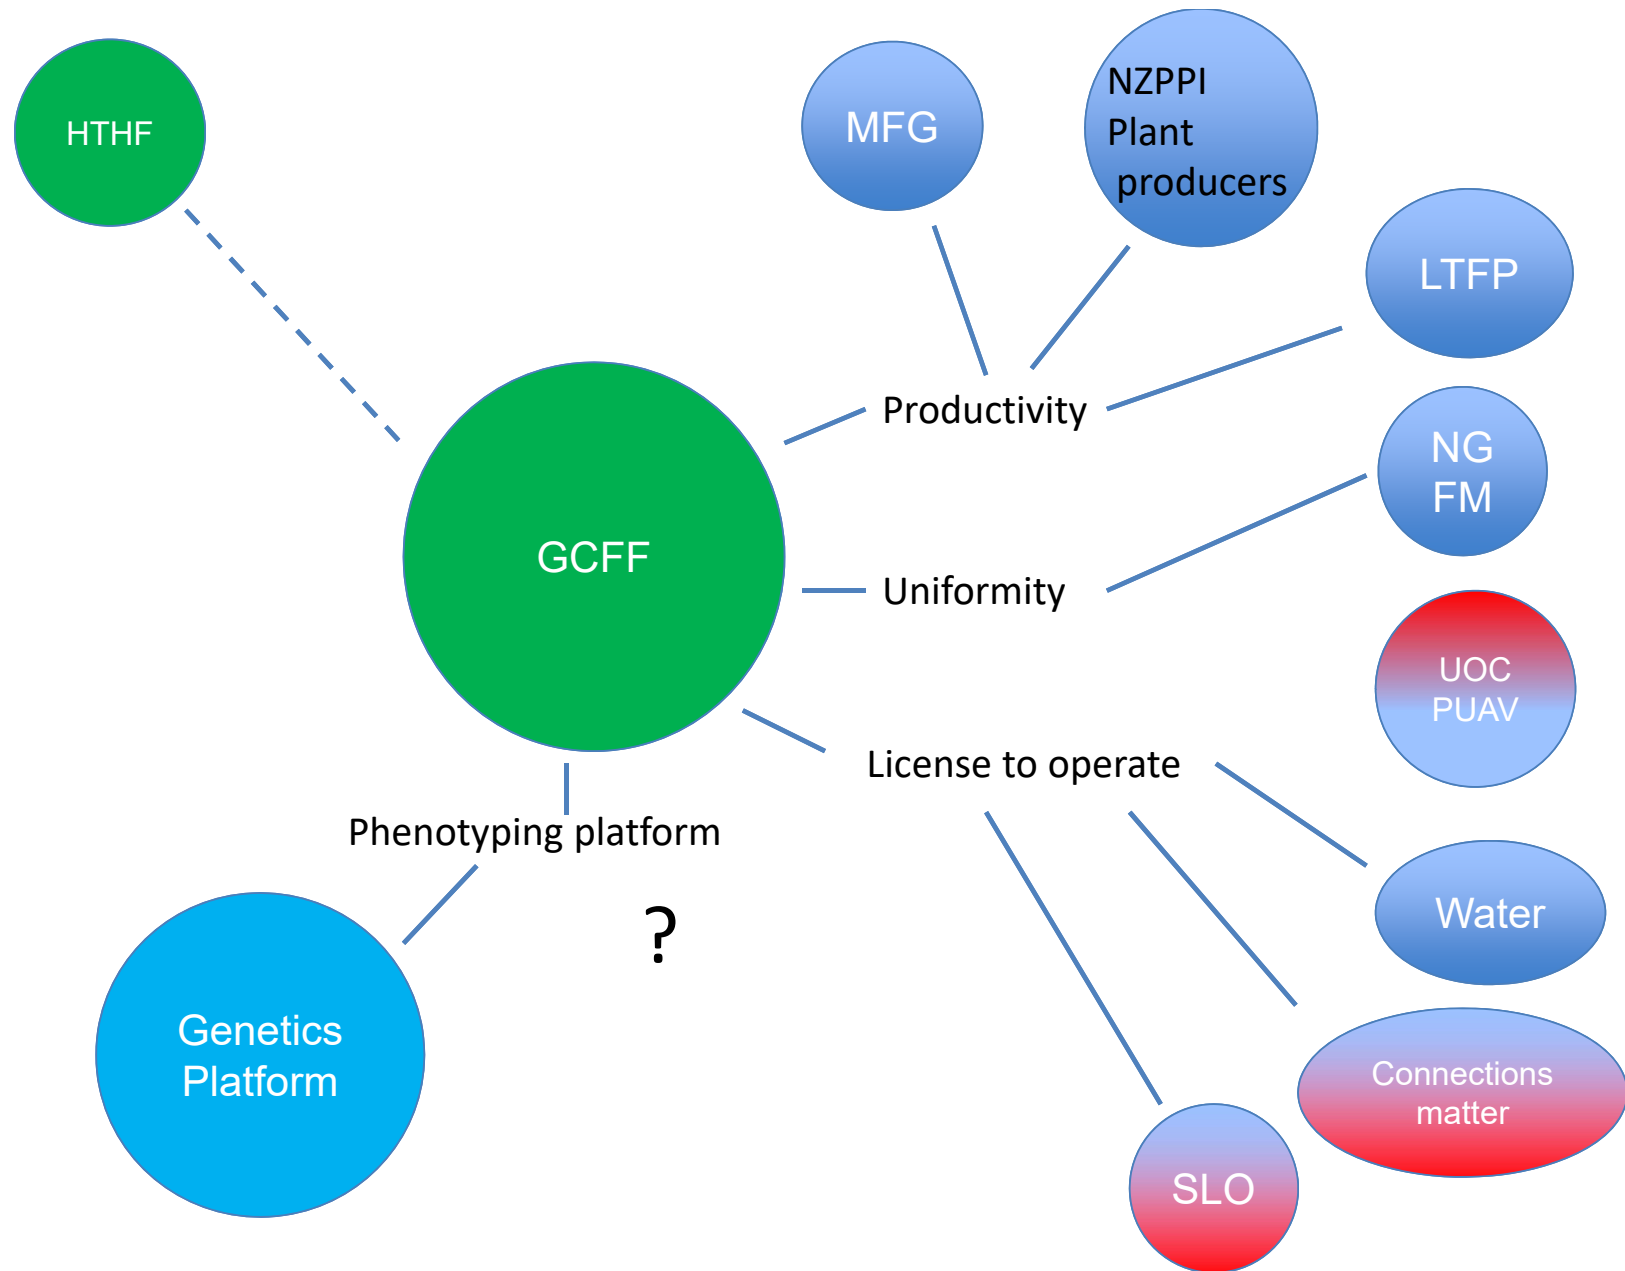 HTHF
MFG
NZPPI
Plant
producers
LTFP
Productivity
NG
FM
GCFF
Uniformity
UOC
PUAV
License to operate
Phenotyping platform
Water
?
Genetics
Platform
Connections
matter
SLO